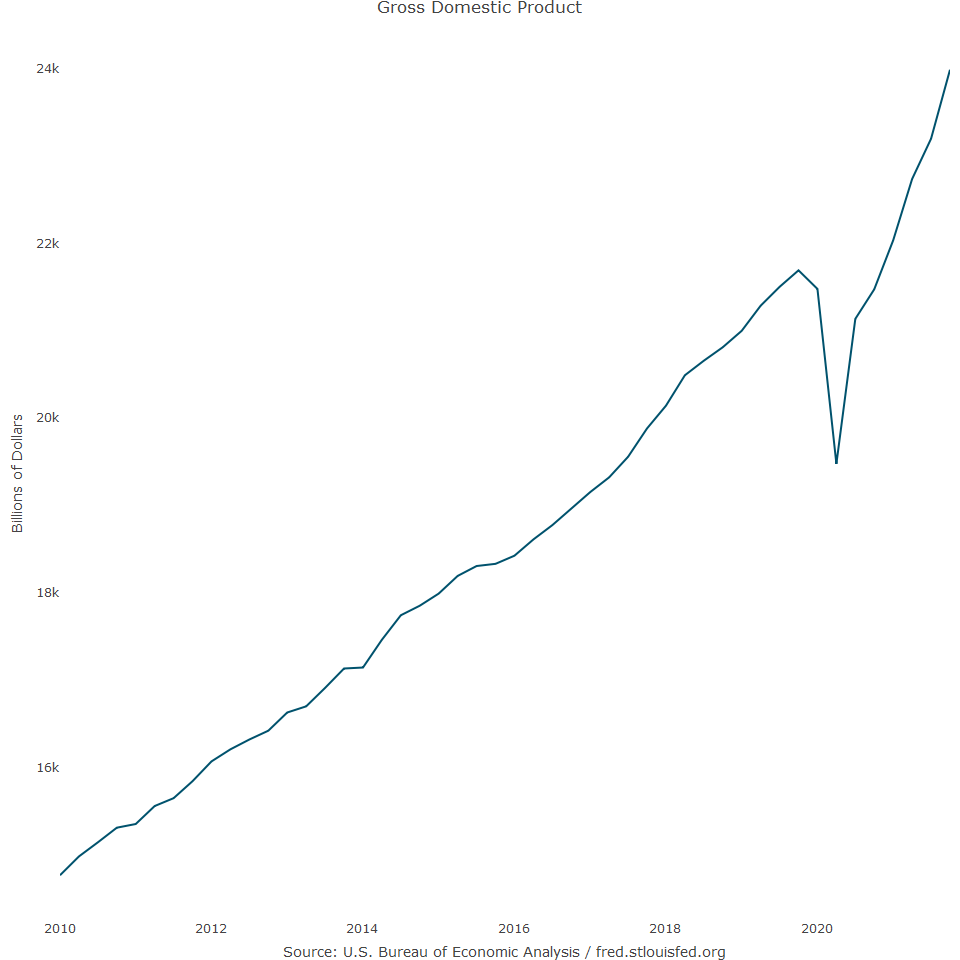 Gross Domestic Product
24k
22k
20k
18k
16k
Billions of Dollars
2010 2012 2014 2016 2018 2020
Source: U.S. Bureau of Economic Analysis / fred.stlouisfed.org